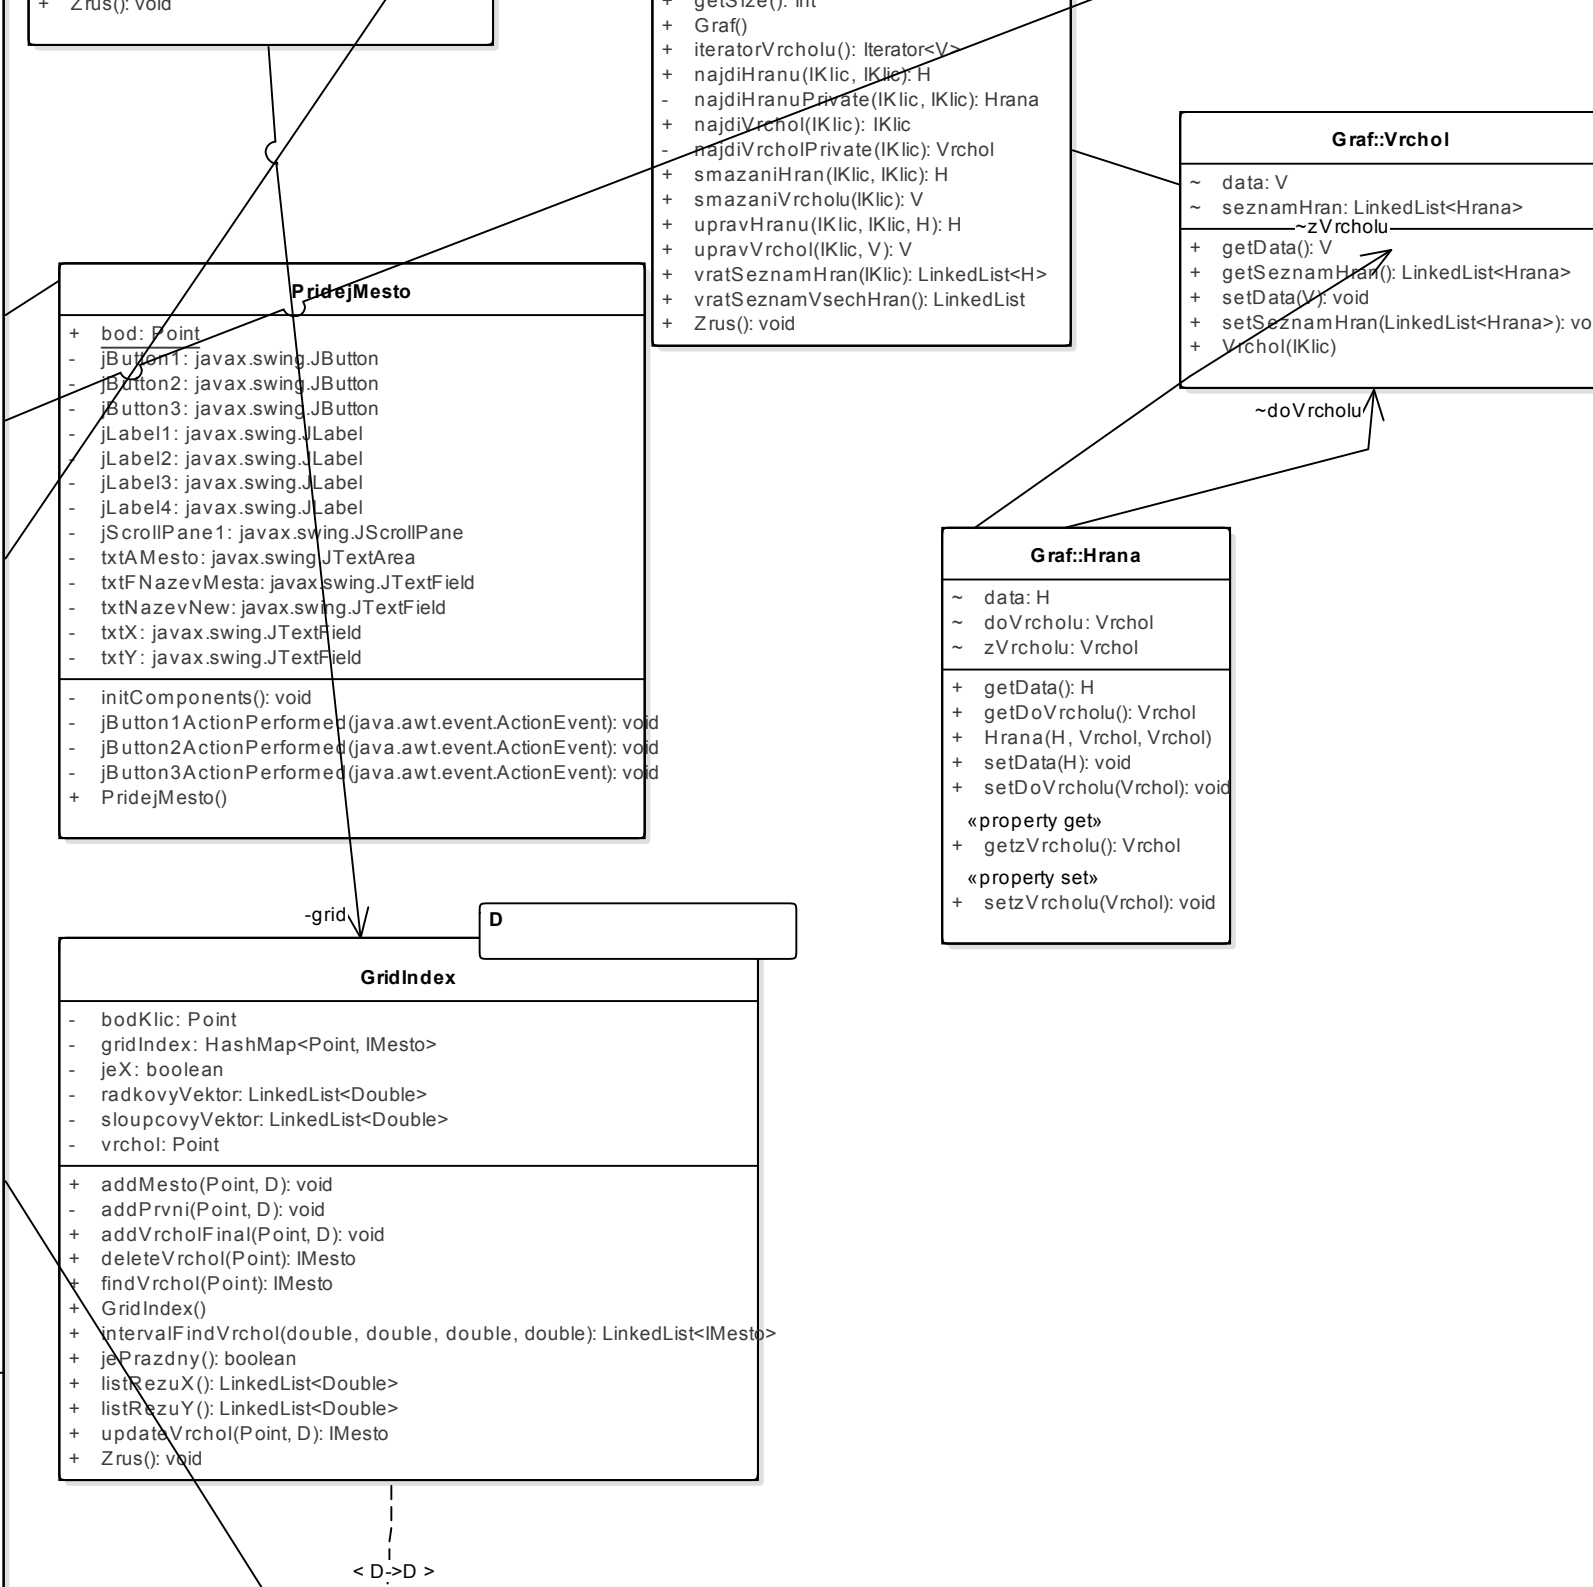 + Zrus(): void
+ getSize(): int
+ Graf()
+ iteratorVrcholu(): Iterator<V>
+ najdiHranu(IKlic, IKlic): H
- najdiHranuPrivate(IKlic, IKlic): Hrana
+ najdiVrchol(IKlic): IKlic
- najdiVrcholPrivate(IKlic): Vrchol
+ smazaniHran(IKlic, IKlic): H
+ smazaniVrcholu(IKlic): V
+ upravHranu(IKlic, IKlic, H): H
+ upravVrchol(IKlic, V): V
+ vratSeznamHran(IKlic): LinkedList<H>
+ vratSeznamVsechHran(): LinkedList
+ Zrus(): void
Graf::Vrchol
~ data: V
~ seznamHran: LinkedList<Hrana>
~zVrcholu
+ getData(): V
+ getSeznamHran(): LinkedList<Hrana>
+ setData(V): void
+ setSeznamHran(LinkedList<Hrana>): vo
+ Vrchol(IKlic)
~doVrcholu
PridejMesto
+ bod: Point
- jButton1: javax.swing.JButton
- jButton2: javax.swing.JButton
- jButton3: javax.swing.JButton
- jLabel1: javax.swing.JLabel
- jLabel2: javax.swing.JLabel
- jLabel3: javax.swing.JLabel
- jLabel4: javax.swing.JLabel
- jScrollPane1: javax.swing.JScrollPane
- txtAMesto: javax.swing.JTextArea
- txtFNazevMesta: javax.swing.JTextField
- txtNazevNew: javax.swing.JTextField
- txtX: javax.swing.JTextField
- txtY: javax.swing.JTextField
- initComponents(): void
- jButton1ActionPerformed(java.awt.event.ActionEvent): void
- jButton2ActionPerformed(java.awt.event.ActionEvent): void
- jButton3ActionPerformed(java.awt.event.ActionEvent): void
+ PridejMesto()
Graf::Hrana
~ data: H
~ doVrcholu: Vrchol
~ zVrcholu: Vrchol
+ getData(): H
+ getDoVrcholu(): Vrchol
+ Hrana(H, Vrchol, Vrchol)
+ setData(H): void
+ setDoVrcholu(Vrchol): void
«property get»
+ getzVrcholu(): Vrchol
«property set»
+ setzVrcholu(Vrchol): void
-grid
D
GridIndex
- bodKlic: Point
- gridIndex: HashMap<Point, IMesto>
- jeX: boolean
- radkovyVektor: LinkedList<Double>
- sloupcovyVektor: LinkedList<Double>
- vrchol: Point
+ addMesto(Point, D): void
- addPrvni(Point, D): void
+ addVrcholFinal(Point, D): void
+ deleteVrchol(Point): IMesto
+ findVrchol(Point): IMesto
+ GridIndex()
+ intervalFindVrchol(double, double, double, double): LinkedList<IMesto>
+ jePrazdny(): boolean
+ listRezuX(): LinkedList<Double>
+ listRezuY(): LinkedList<Double>
+ updateVrchol(Point, D): IMesto
+ Zrus(): void
< D->D >